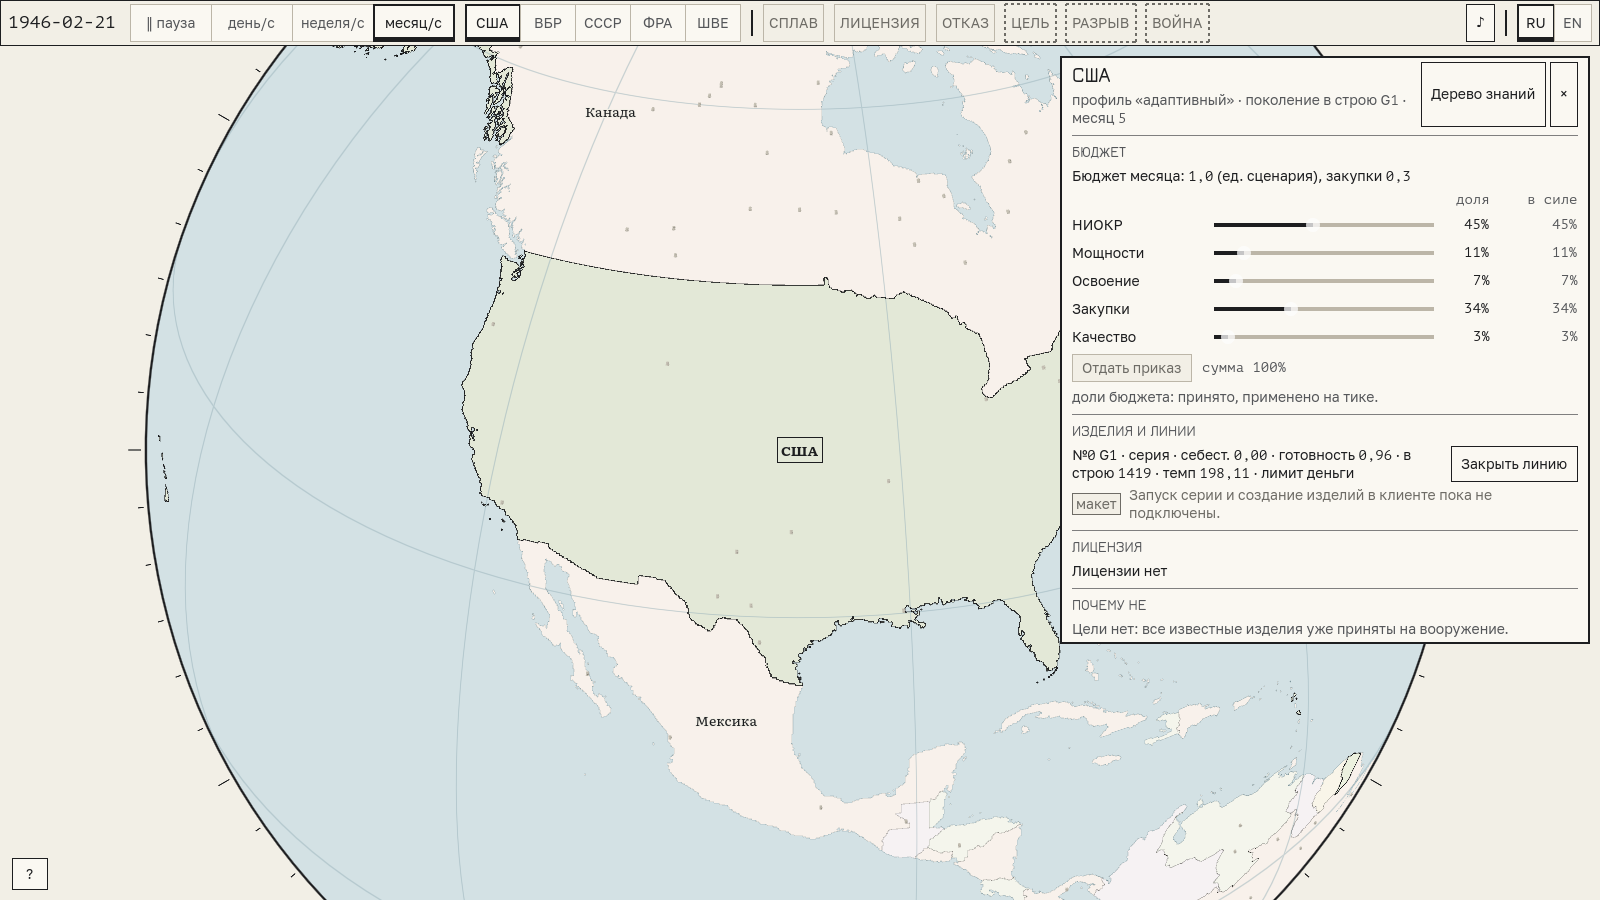 1946-02-21 ‖ пауза день/с неделя/с месяц/с США ВБР СССР ФРА ШВЕ СПЛАВ ЛИЦЕНЗИЯ ОТКАЗ ЦЕЛЬ РАЗРЫВ ВОЙНА ♪ RU EN
Канада
США
Мексика
США
профиль «адаптивный» · поколение в строю G1 ·
месяц 5
Дерево знаний ×
БЮДЖЕТ
Бюджет месяца: 1,0 (ед. сценария), закупки 0,3
доля в силе
НИОКР 45% 45%
Мощности 11% 11%
Освоение 7% 7%
Закупки 34% 34%
Качество 3% 3%
Отдать приказ сумма 100%
доли бюджета: принято, применено на тике.
ИЗДЕЛИЯ И ЛИНИИ
№0 G1 · серия · себест. 0,00 · готовность 0,96 · в
строю 1419 · темп 198,11 · лимит деньги
Закрыть линию
макет Запуск серии и создание изделий в клиенте пока не
подключены.
ЛИЦЕНЗИЯ
Лицензии нет
ПОЧЕМУ НЕ
Цели нет: все известные изделия уже приняты на вооружение.
?